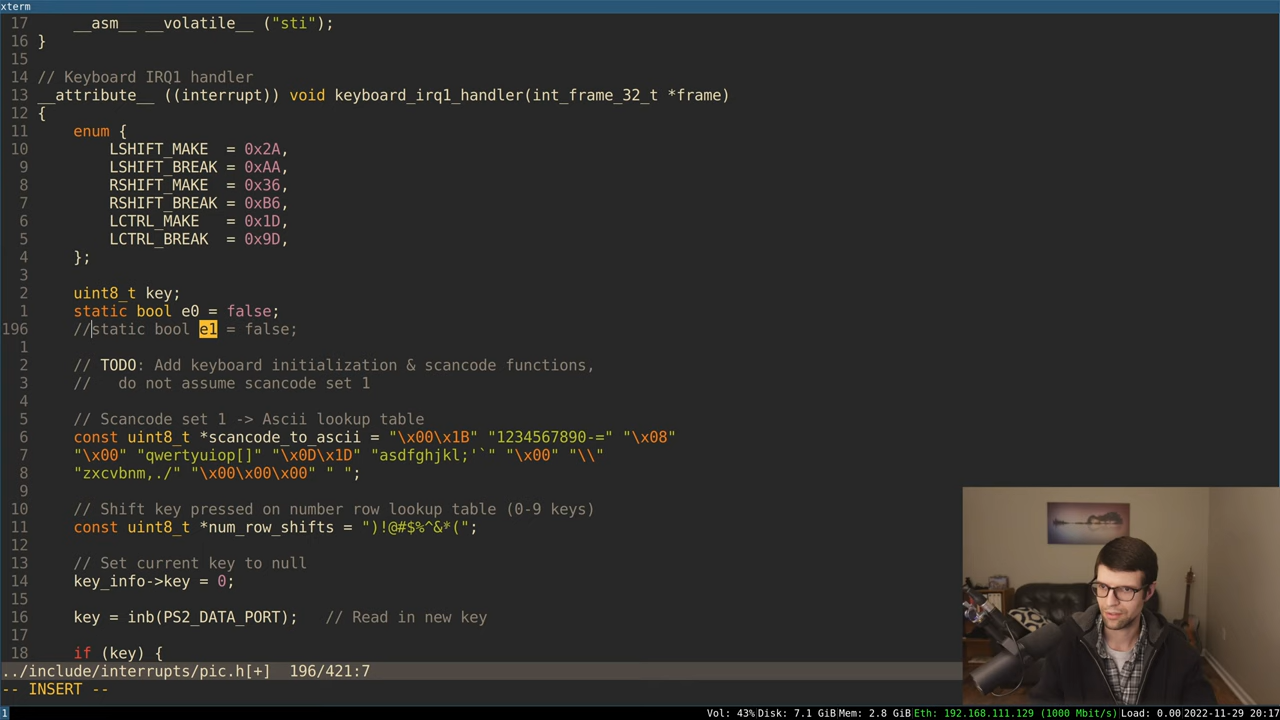 xterm
17     __asm__ __volatile__ ("sti");
16 }
15
14 // Keyboard IRQ1 handler
13 __attribute__ ((interrupt)) void keyboard_irq1_handler(int_frame_32_t *frame)
12 {
11     enum {
10         LSHIFT_MAKE  = 0x2A,
9         LSHIFT_BREAK = 0xAA,
8         RSHIFT_MAKE  = 0x36,
7         RSHIFT_BREAK = 0xB6,
6         LCTRL_MAKE   = 0x1D,
5         LCTRL_BREAK  = 0x9D,
4     };
3
2     uint8_t key;
1     static bool e0 = false;
196     //static bool e1 = false;
1
2     // TODO: Add keyboard initialization & scancode functions,
3     //   do not assume scancode set 1
4
5     // Scancode set 1 -> Ascii lookup table
6     const uint8_t *scancode_to_ascii = "\x00\x1B" "1234567890-=" "\x08"
7     "\x00" "qwertyuiop[]" "\x0D\x1D" "asdfghjkl;'`" "\x00" "\\"
8     "zxcvbnm,./" "\x00\x00\x00" " ";
9
10     // Shift key pressed on number row lookup table (0-9 keys)
11     const uint8_t *num_row_shifts = ")!@#$%^&*(";
12
13     // Set current key to null
14     key_info->key = 0;
15
16     key = inb(PS2_DATA_PORT);   // Read in new key
17
18     if (key) {
../include/interrupts/pic.h[+]  196/421:7
-- INSERT --
1 Vol: 43% Disk: 7.1 GiB Mem: 2.8 GiB Eth: 192.168.111.129 (1000 Mbit/s) Load: 0.00 2022-11-29 20:17